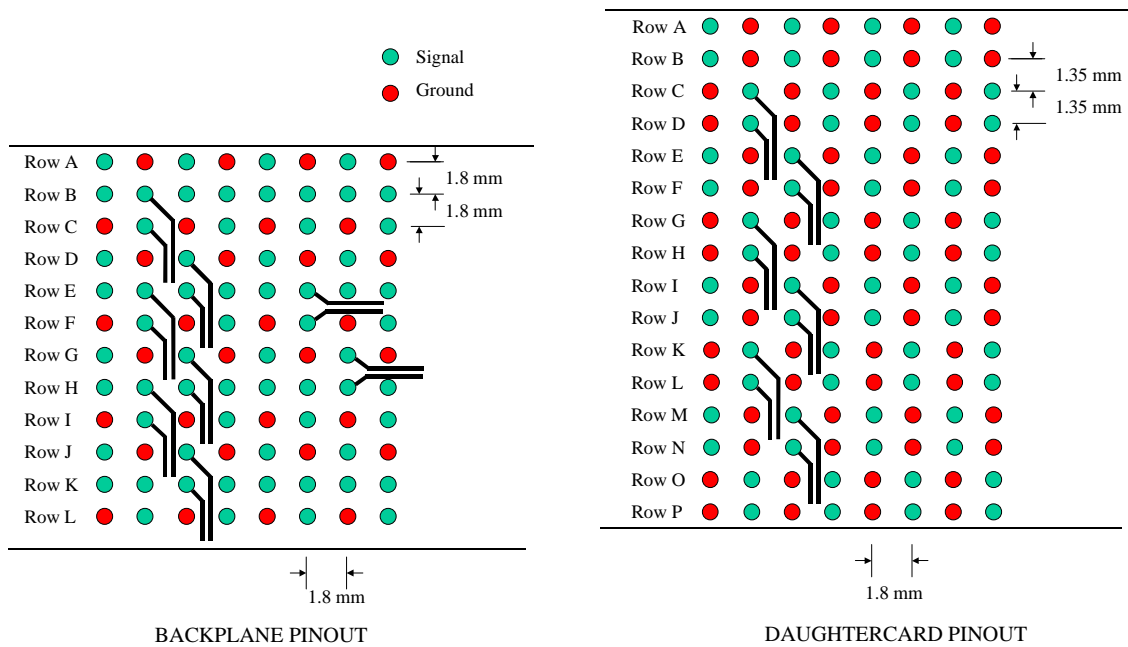 Signal
Ground
Row A
Row B
Row C
Row D
Row E
Row F
Row G
Row H
Row I
Row J
Row K
Row L
1.8 mm
1.8 mm
1.8 mm
BACKPLANE PINOUT
Row A
Row B
Row C
Row D
Row E
Row F
Row G
Row H
Row I
Row J
Row K
Row L
Row M
Row N
Row O
Row P
1.35 mm
1.35 mm
1.8 mm
DAUGHTERCARD PINOUT